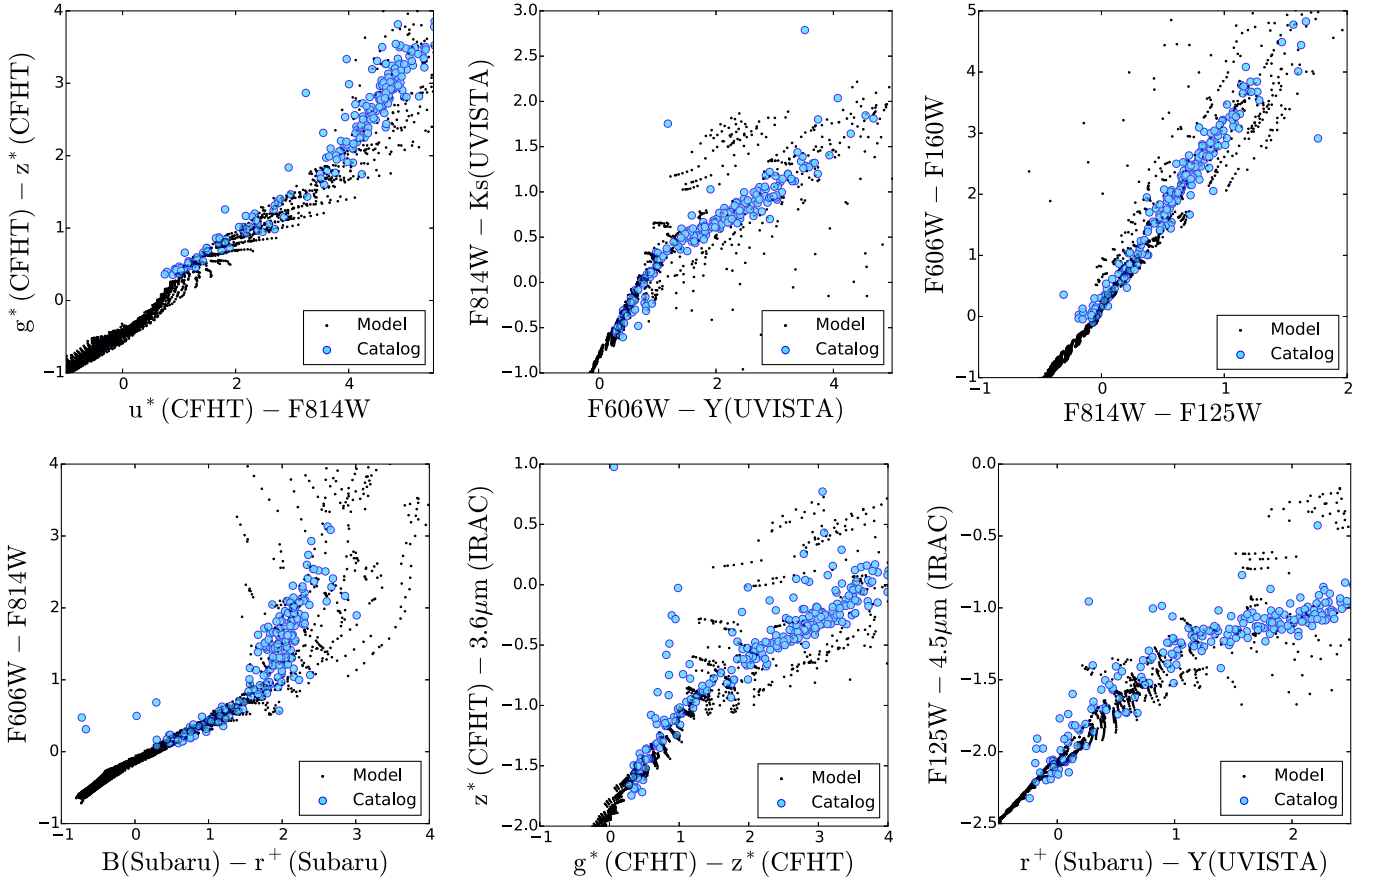 4
3
2
1
0
−1
0
2
4
g* (CFHT) − z* (CFHT)
u* (CFHT) − F814W
Model
Catalog
3.0
2.5
2.0
1.5
1.0
0.5
0.0
−0.5
−1.0
0
1
2
3
4
5
F814W − Ks(UVISTA)
F606W − Y(UVISTA)
Model
Catalog
5
4
3
2
1
0
−1
−1
0
1
2
F606W − F160W
F814W − F125W
Model
Catalog
4
3
2
1
0
−1
−1
0
1
2
3
4
F606W − F814W
B(Subaru) − r⁺ (Subaru)
Model
Catalog
1.0
0.5
0.0
−0.5
−1.0
−1.5
−2.0
−1
0
1
2
3
4
z* (CFHT) − 3.6μm (IRAC)
g* (CFHT) − z* (CFHT)
Model
Catalog
0.0
−0.5
−1.0
−1.5
−2.0
−2.5
0
1
2
F125W − 4.5μm (IRAC)
r⁺ (Subaru) − Y(UVISTA)
Model
Catalog